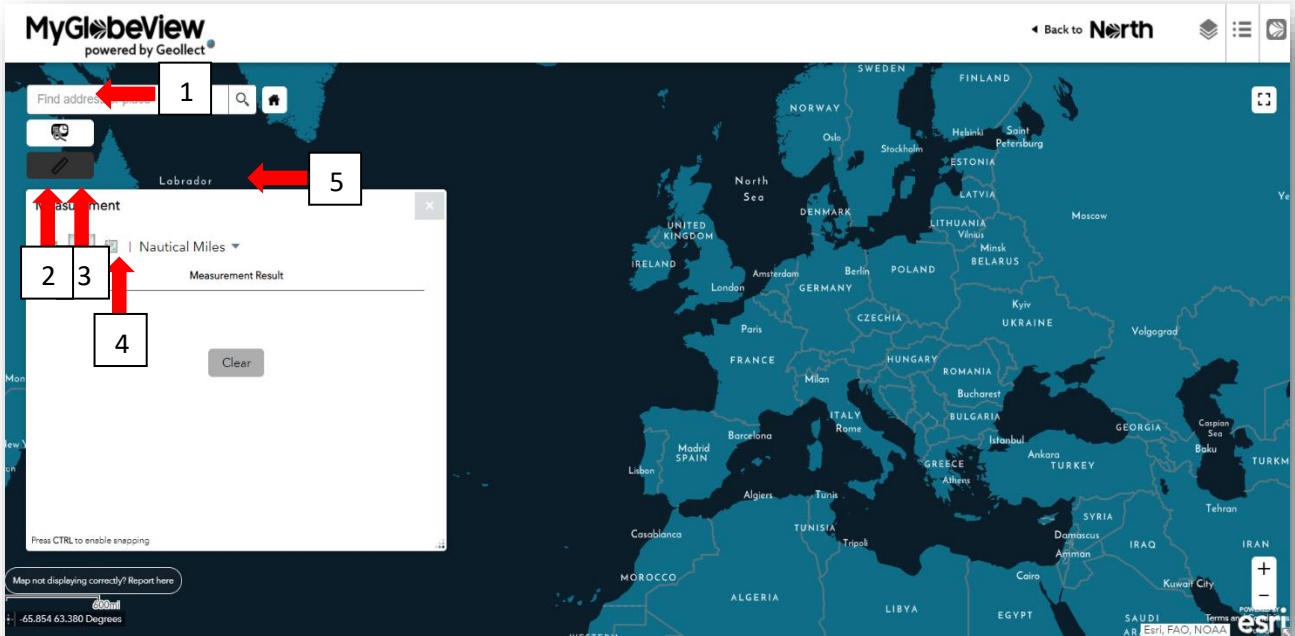 MyGlobeView
powered by Geollect
Back to North
Find address or place
1
5
2
3
4
Labrador
Measurement
Nautical Miles
Measurement Result
Clear
Press CTRL to enable snapping
Map not displaying correctly? Report here
600mi
-65.854 63.380 Degrees
SWEDEN
FINLAND
NORWAY
Oslo
Helsinki
Saint
Petersburg
Stockholm
ESTONIA
North
Sea
LATVIA
Moscow
DENMARK
UNITED
KINGDOM
LITHUANIA
Vilnius
Minsk
BELARUS
IRELAND
Amsterdam
Berlin
POLAND
London
GERMANY
Kyiv
UKRAINE
CZECHIA
Paris
Volgograd
FRANCE
HUNGARY
ROMANIA
Milan
Bucharest
ITALY
Rome
BULGARIA
Barcelona
GEORGIA
Caspian
Sea
Madrid
SPAIN
Istanbul
Baku
Lisbon
Ankara
TURKEY
TURKM
GREECE
Athens
Algiers
Tunis
Tehran
SYRIA
TUNISIA
Casablanca
Tripoli
Damascus
IRAQ
IRAN
Amman
MOROCCO
Cairo
Kuwait City
ALGERIA
LIBYA
EGYPT
SAUDI
POWERED BY
esri
Esri, FAO, NOAA